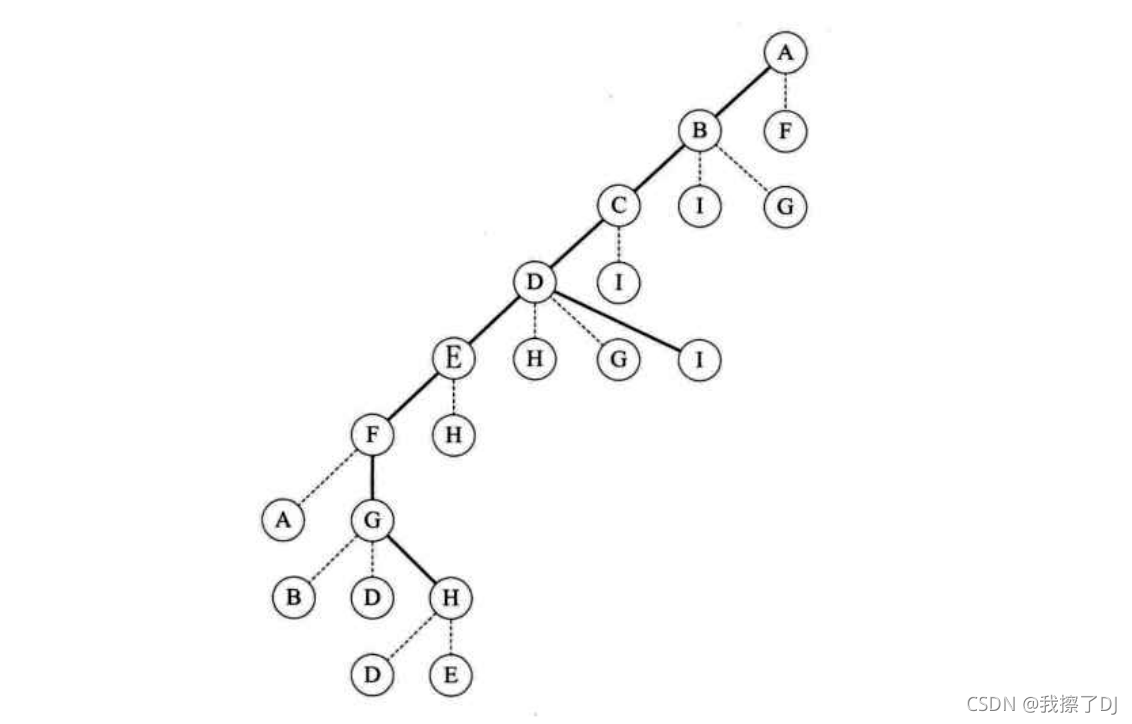 A
B F
C I G
D I
E H G I
F H
A G
B D H
D E
CSDN @我擦了DJ